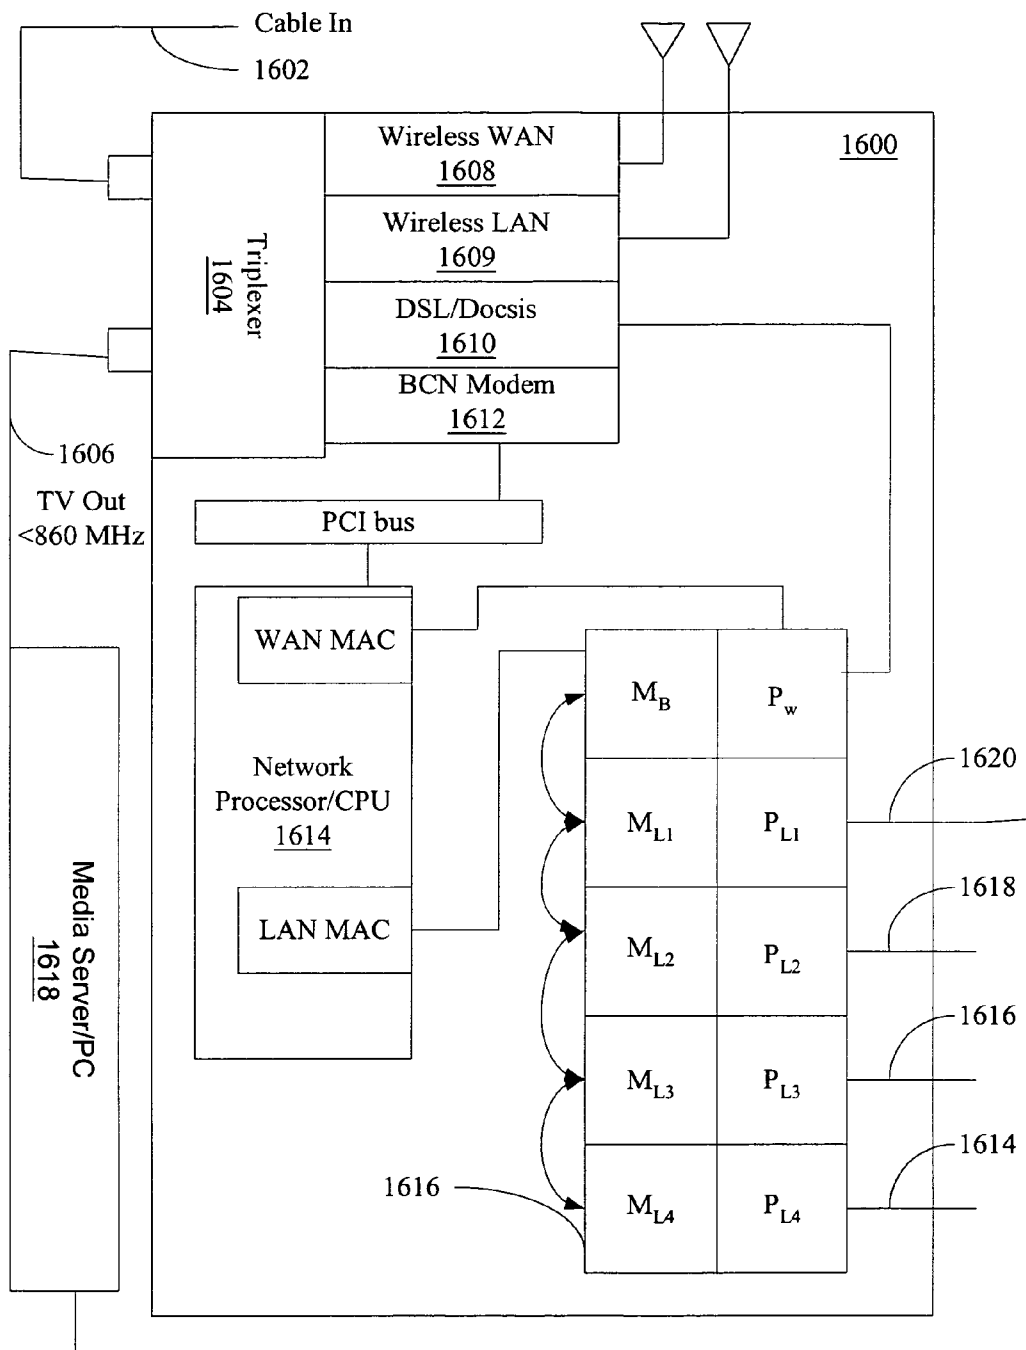 Cable In
1602
1600
Wireless WAN
1608
Wireless LAN
1609
DSL/Docsis
1610
BCN Modem
1612
Triplexer
1604
1606
TV Out
<860 MHz
PCI bus
WAN MAC
Network
Processor/CPU
1614
LAN MAC
Media Server/PC
1618
M_B
P_w
M_L1
P_L1
M_L2
P_L2
M_L3
P_L3
M_L4
P_L4
1620
1618
1616
1614
1616